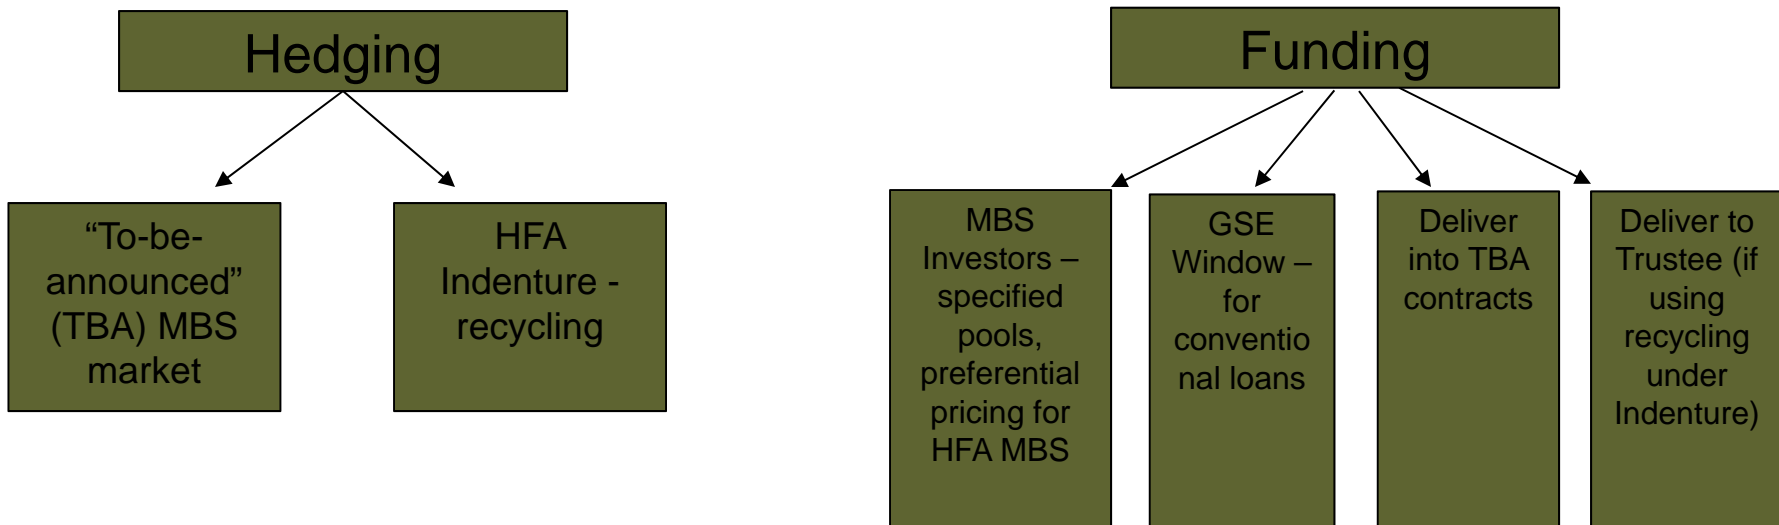 Hedging
Funding
“To-be-
announced”
(TBA) MBS
market
HFA
Indenture -
recycling
MBS
Investors –
specified
pools,
preferential
pricing for
HFA MBS
GSE
Window –
for
conventio
nal loans
Deliver
into TBA
contracts
Deliver to
Trustee (if
using
recycling
under
Indenture)